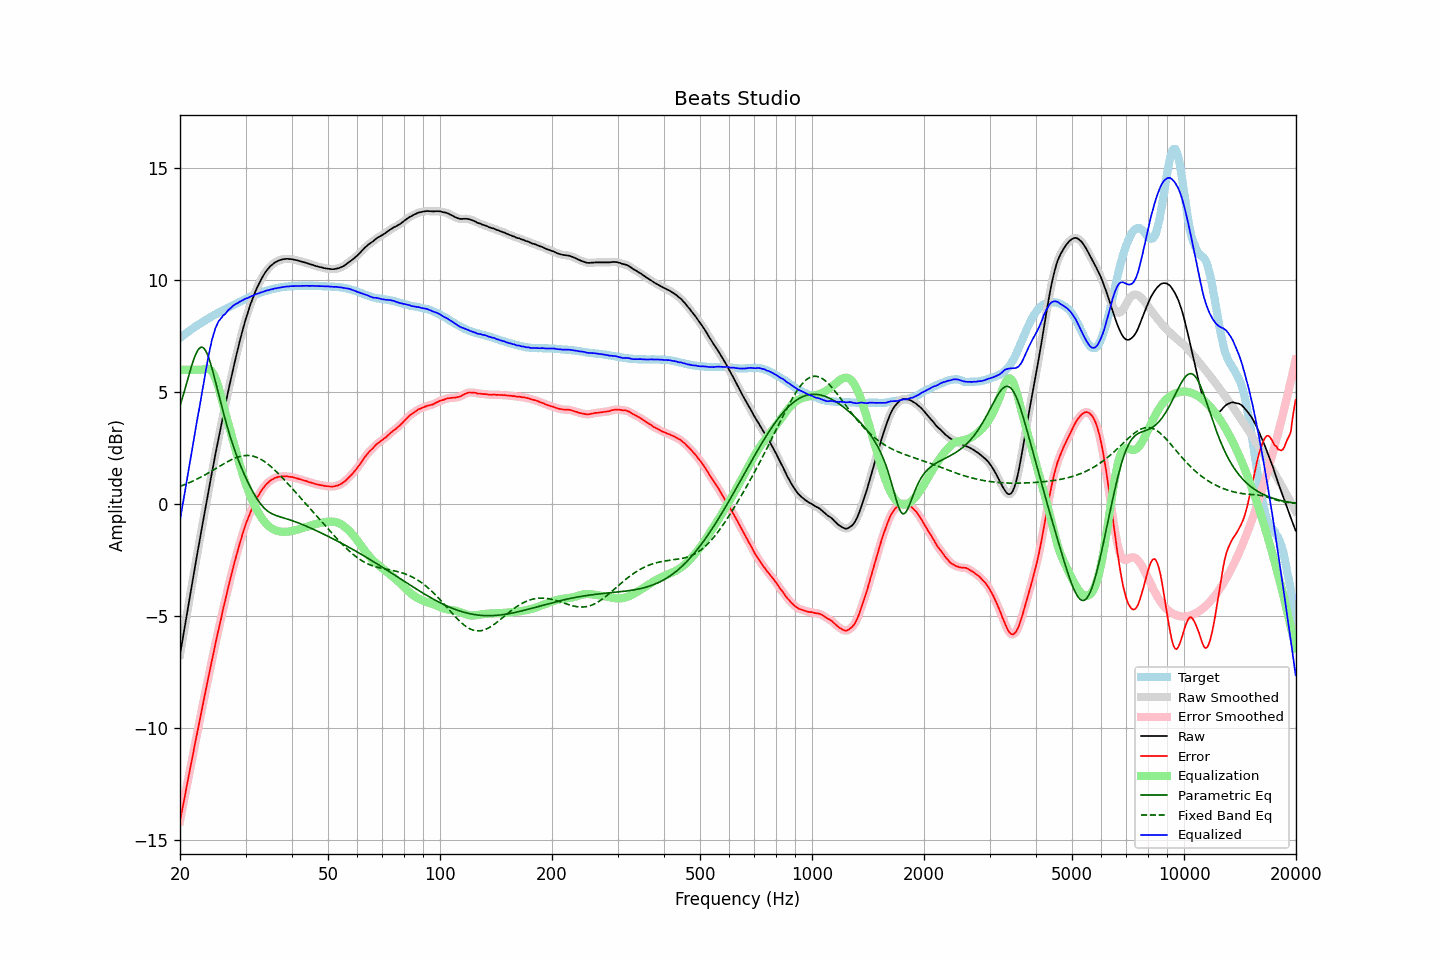 Beats Studio
Amplitude (dBr)
15
10
5
0
−5
−10
−15
20
50
100
200
500
1000
2000
5000
10000
20000
Frequency (Hz)
Target
Raw Smoothed
Error Smoothed
Raw
Error
Equalization
Parametric Eq
Fixed Band Eq
Equalized